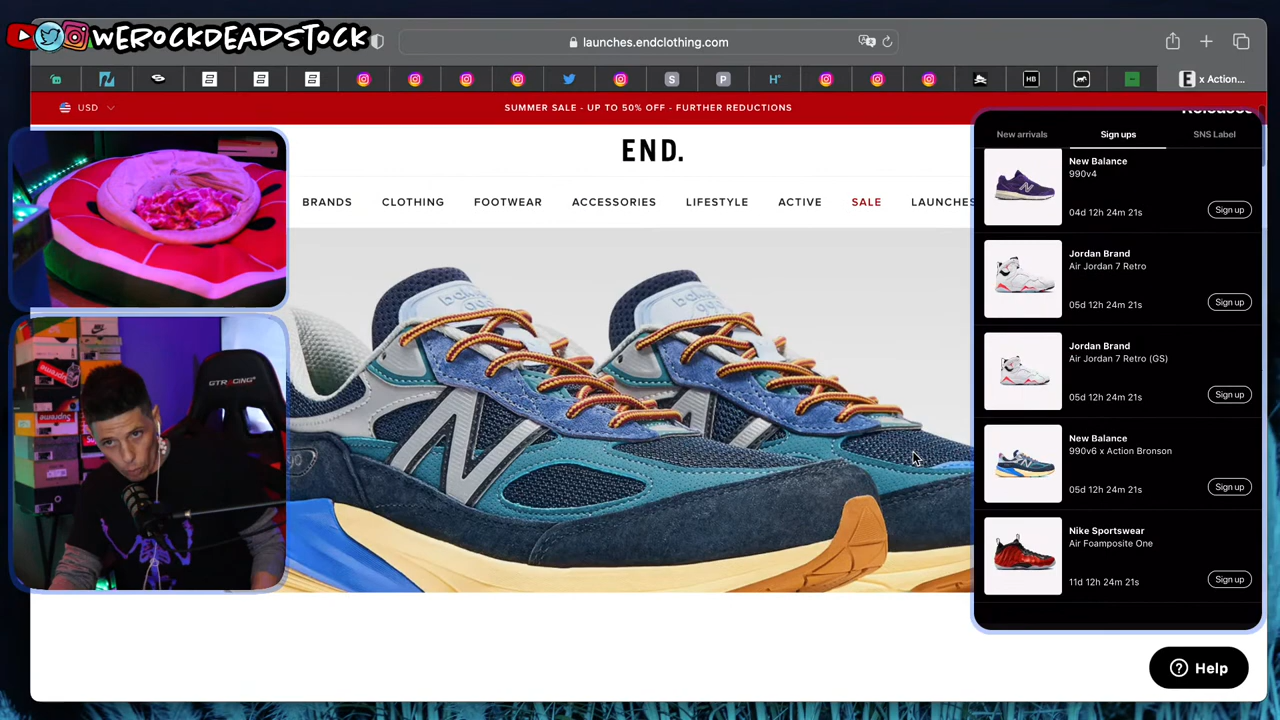 WEROCKDEADSTOCK
launches.endclothing.com
E x Action...
USD
SUMMER SALE - UP TO 50% OFF - FURTHER REDUCTIONS
END.
BRANDS CLOTHING FOOTWEAR ACCESSORIES LIFESTYLE ACTIVE SALE LAUNCHES
Releases
New arrivals Sign ups SNS Label
New Balance
990v4
04d 12h 24m 21s Sign up
Jordan Brand
Air Jordan 7 Retro
05d 12h 24m 21s Sign up
Jordan Brand
Air Jordan 7 Retro (GS)
05d 12h 24m 21s Sign up
New Balance
990v6 x Action Bronson
05d 12h 24m 21s Sign up
Nike Sportswear
Air Foamposite One
11d 12h 24m 21s Sign up
GTRACING
Help